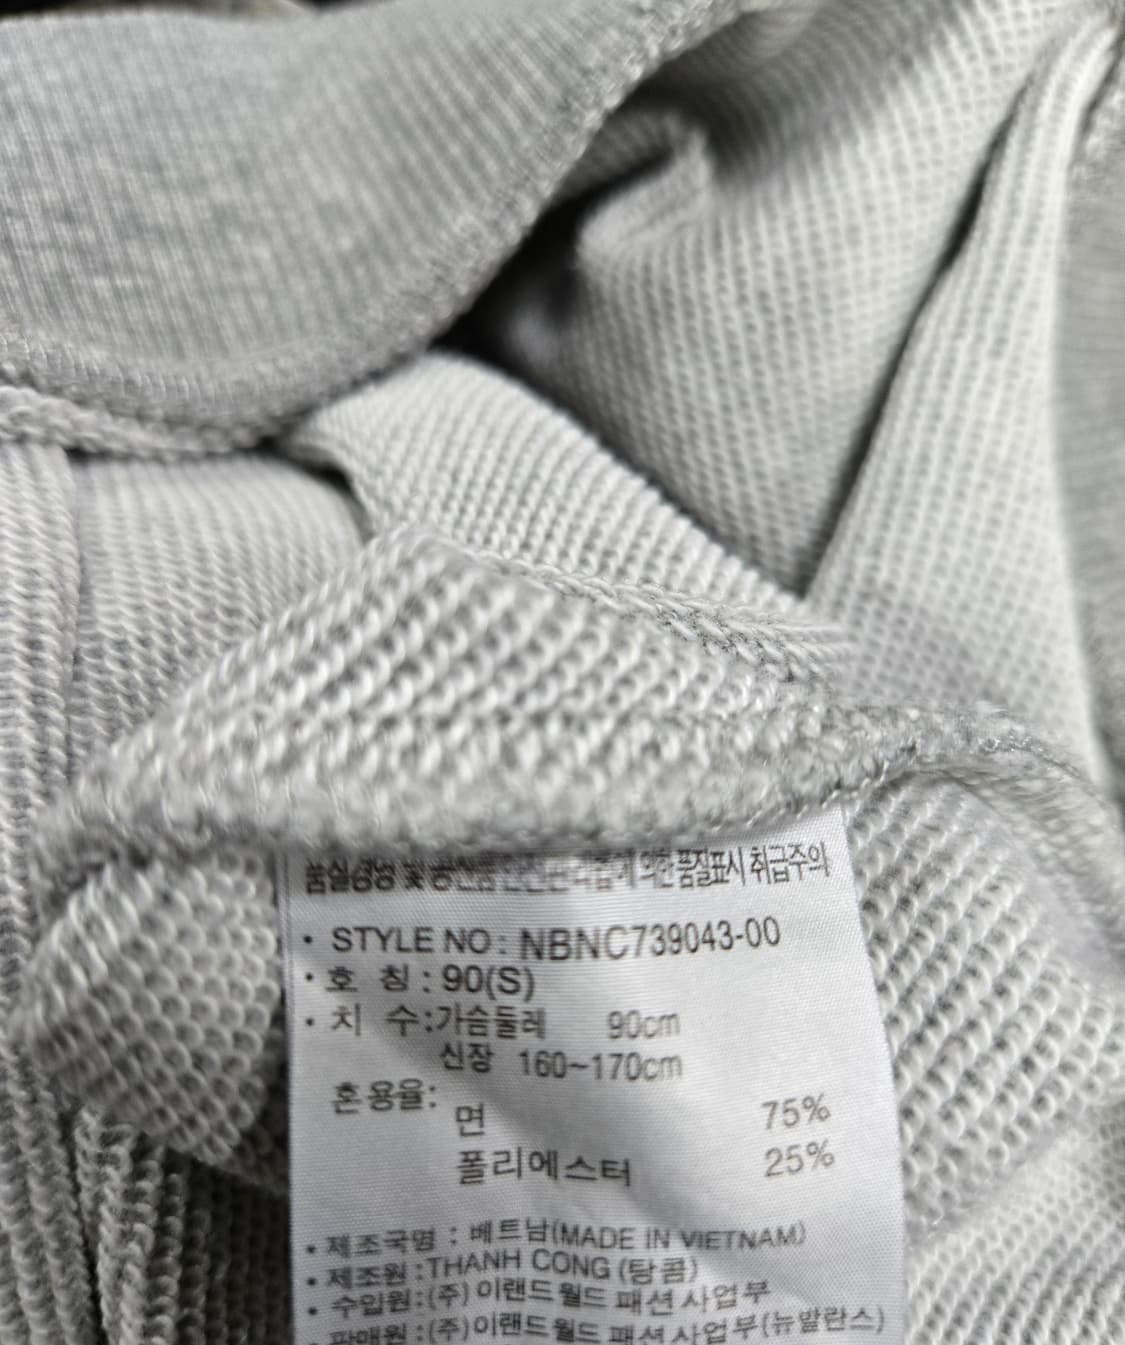 품질경영 및 공산품안전관리법에 의한 품질표시 취급주의
• STYLE NO : NBNC739043-00
• 호 칭 : 90(S)
• 치 수:가슴둘레 90cm
신장 160~170cm
혼용율:
면 75%
폴리에스터 25%
• 제조국명 : 베트남(MADE IN VIETNAM)
• 제조원 :THANH CONG (탕콤)
• 수입원:(주) 이랜드월드 패션 사업부
판매원 :(주)이랜드월드 패션사업부(뉴발란스)